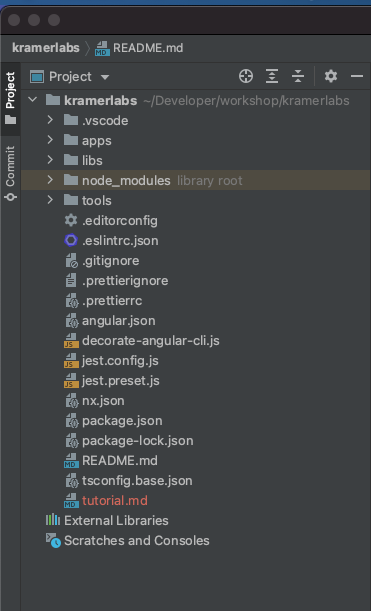 kramerlabs README.md
Project
Project
Commit
kramerlabs ~/Developer/workshop/kramerlabs
.vscode
apps
libs
node_modules library root
tools
.editorconfig
.eslintrc.json
.gitignore
.prettierignore
.prettierrc
angular.json
decorate-angular-cli.js
jest.config.js
jest.preset.js
nx.json
package.json
package-lock.json
README.md
tsconfig.base.json
tutorial.md
External Libraries
Scratches and Consoles